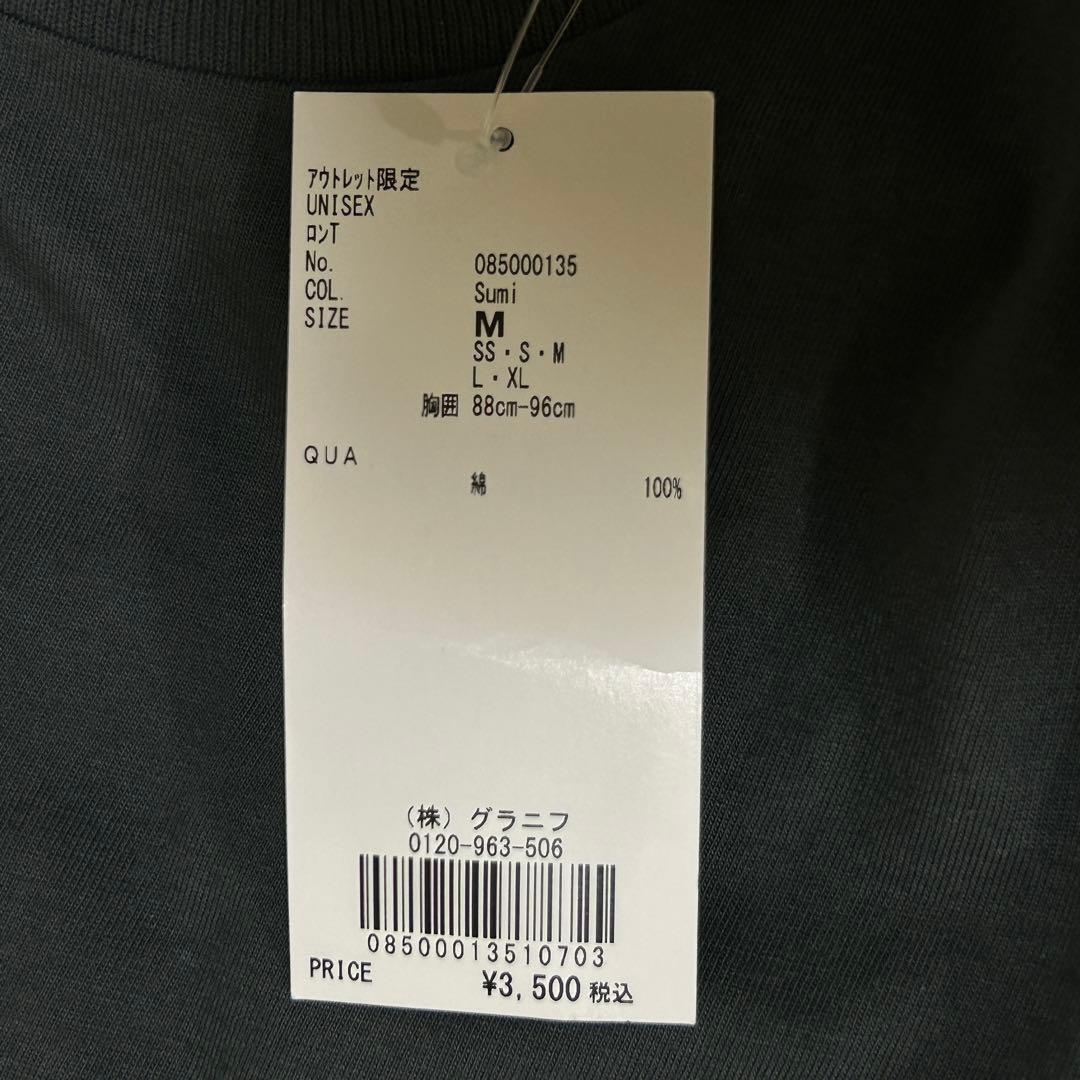 ｱｳﾄﾚｯﾄ限定
UNISEX
ﾛﾝT
No. 085000135
COL. Sumi
SIZE M
SS・S・M
L・XL
胸囲 88cm-96cm
QUA
綿 100%
（株）グラニフ
0120-963-506
08500013510703
PRICE ¥3,500 税込